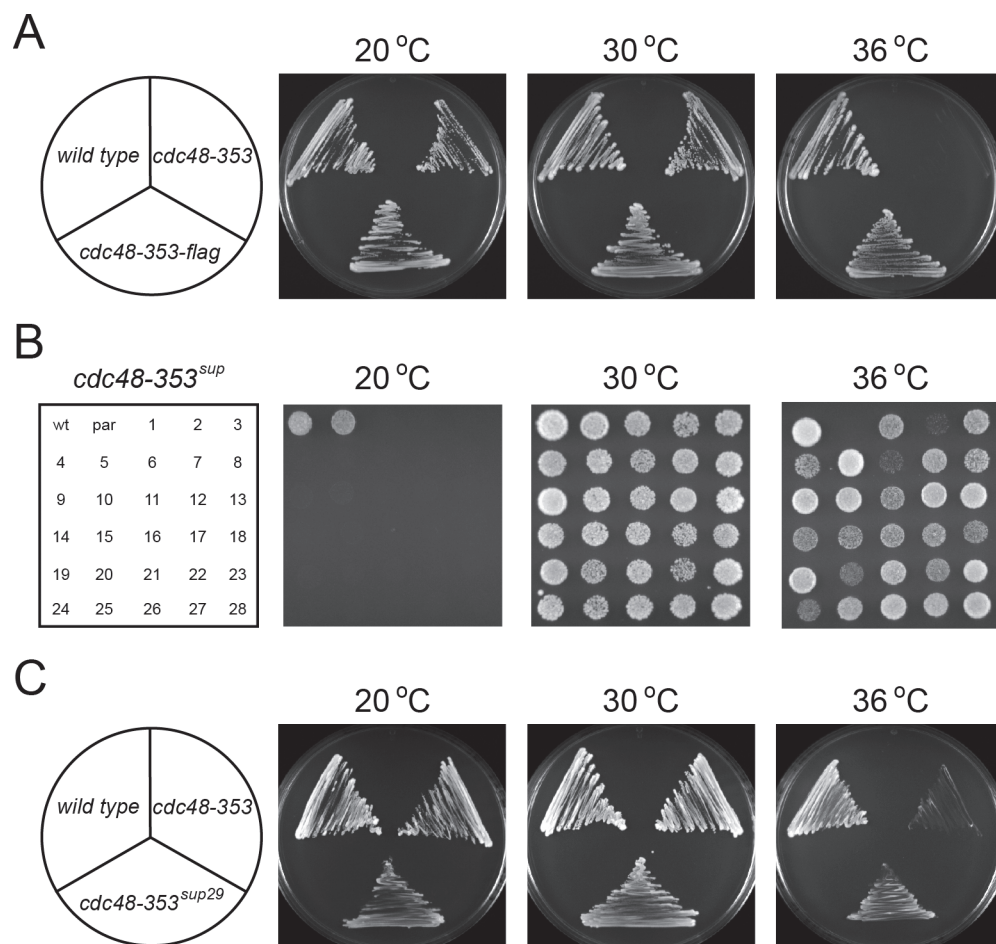 A
20 °C 30 °C 36 °C
wild type cdc48-353
cdc48-353-flag
B
cdc48-353sup 20 °C 30 °C 36 °C
wt par 1 2 3
4 5 6 7 8
9 10 11 12 13
14 15 16 17 18
19 20 21 22 23
24 25 26 27 28
C
20 °C 30 °C 36 °C
wild type cdc48-353
cdc48-353sup29